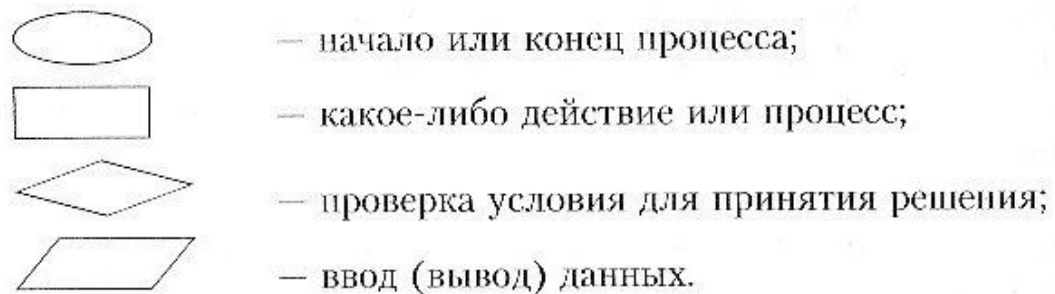 — начало или конец процесса;
— какое-либо действие или процесс;
— проверка условия для принятия решения;
— ввод (вывод) данных.